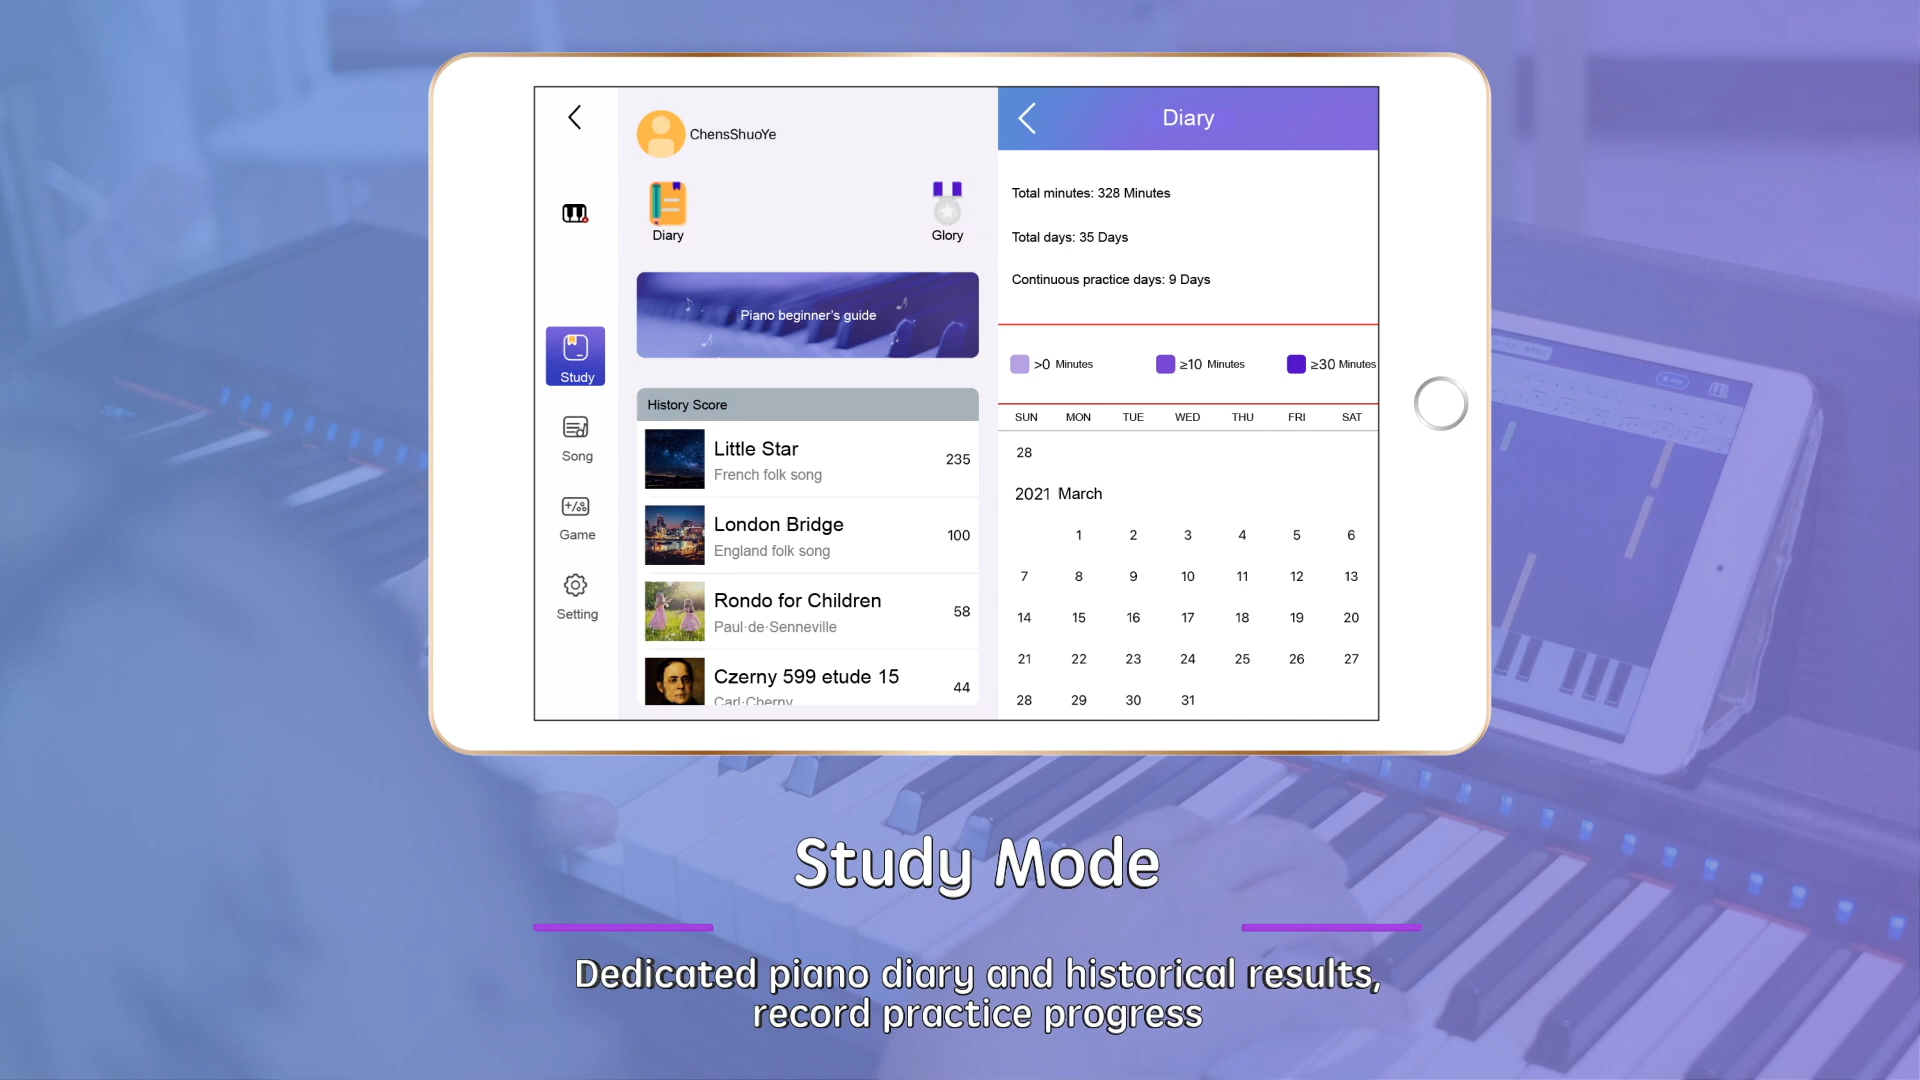 ChensShuoYe
Diary
Glory
Piano beginner's guide
History Score
Little Star
French folk song
235
London Bridge
England folk song
100
Rondo for Children
Paul·de·Senneville
58
Czerny 599 etude 15
Carl·Cherny
44
Study
Song
Game
Setting
Diary
Total minutes: 328 Minutes
Total days: 35 Days
Continuous practice days: 9 Days
>0 Minutes
≥10 Minutes
≥30 Minutes
SUN MON TUE WED THU FRI SAT
28
2021 March
1 2 3 4 5 6
7 8 9 10 11 12 13
14 15 16 17 18 19 20
21 22 23 24 25 26 27
28 29 30 31
Study Mode
Dedicated piano diary and historical results,
record practice progress